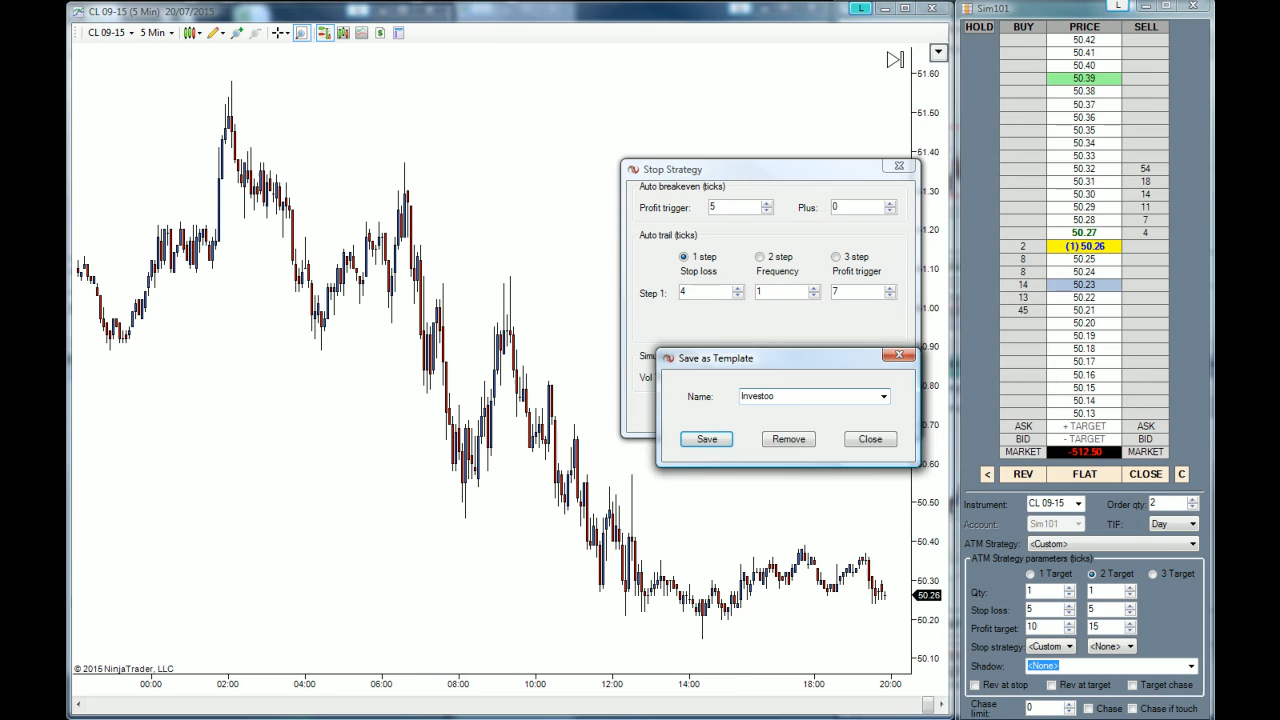 CL 09-15 (5 Min) 20/07/2015
L
CL 09-15 5 Min
$
51.60
51.40
51.30
51.20
51.10
51.00
50.90
50.80
50.70
50.60
50.50
50.40
50.30
50.26
50.20
50.10
© 2015 NinjaTrader, LLC
00:00 02:00 04:00 06:00 08:00 10:00 12:00 14:00 18:00 20:00
Stop Strategy
Auto breakeven (ticks)
Profit trigger: 5 Plus: 0
Auto trail (ticks)
1 step 2 step 3 step
Stop loss Frequency Profit trigger
Step 1: 4 1 7
Save as Template
Name: Investoo
Save Remove Close
Sim101 L
HOLD BUY PRICE SELL
50.42
50.41
50.40
50.39
50.38
50.37
50.36
50.35
50.34
50.33
50.32 54
50.31 18
50.30 14
50.29 11
50.28 7
50.27 4
2 (1) 50.26
8 50.25
8 50.24
14 50.23
13 50.22
45 50.21
50.20
50.19
50.18
50.17
50.16
50.15
50.14
50.13
ASK + TARGET ASK
BID - TARGET BID
MARKET -512.50 MARKET
< REV FLAT CLOSE C
Instrument: CL 09-15 Order qty: 2
Account: Sim101 TIF: Day
ATM Strategy: <Custom>
ATM Strategy parameters (ticks)
1 Target 2 Target 3 Target
Qty: 1 1
Stop loss: 5 5
Profit target: 10 15
Stop strategy: <Custom <None>
Shadow: <None>
Rev at stop Rev at target Target chase
Chase limit: 0 Chase Chase if touch